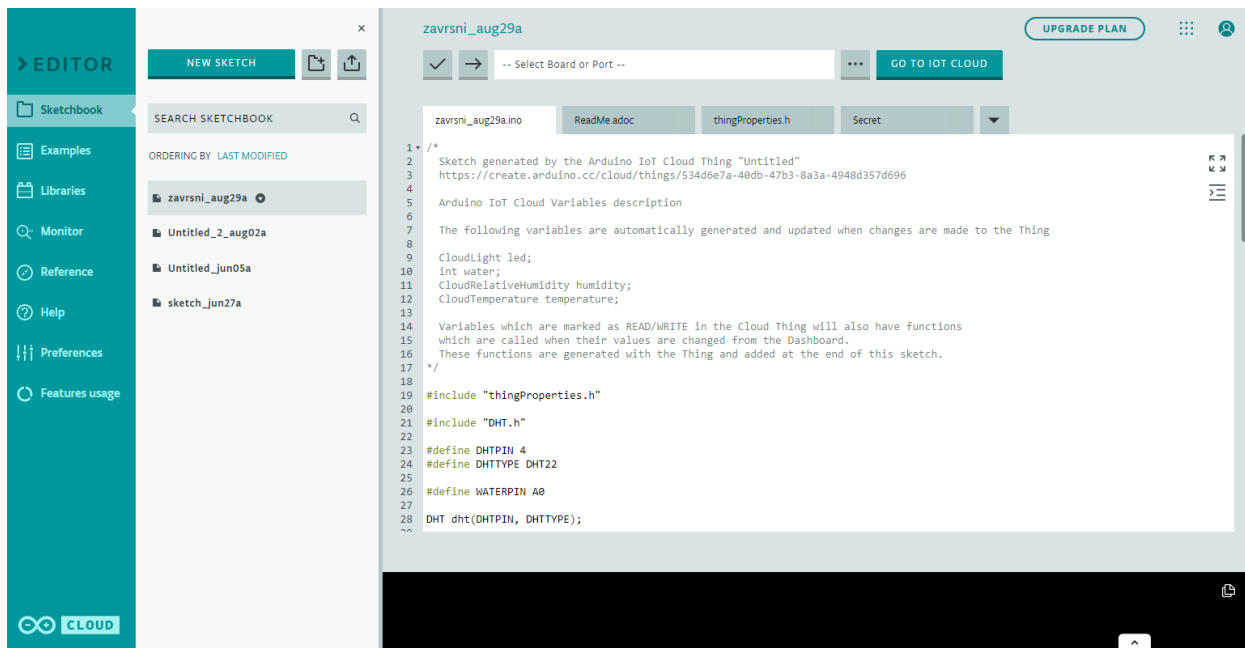 >EDITOR
Sketchbook
Examples
Libraries
Monitor
Reference
Help
Preferences
Features usage
CLOUD
×
NEW SKETCH
SEARCH SKETCHBOOK
ORDERING BY LAST MODIFIED
zavrsni_aug29a
Untitled_2_aug02a
Untitled_jun05a
sketch_jun27a
zavrsni_aug29a
UPGRADE PLAN
-- Select Board or Port --
GO TO IOT CLOUD
zavrsni_aug29a.ino ReadMe.adoc thingProperties.h Secret
1 /*
2 Sketch generated by the Arduino IoT Cloud Thing "Untitled"
3 https://create.arduino.cc/cloud/things/534d6e7a-40db-47b3-8a3a-4948d357d696
4
5 Arduino IoT Cloud Variables description
6
7 The following variables are automatically generated and updated when changes are made to the Thing
8
9 CloudLight led;
10 int water;
11 CloudRelativeHumidity humidity;
12 CloudTemperature temperature;
13
14 Variables which are marked as READ/WRITE in the Cloud Thing will also have functions
15 which are called when their values are changed from the Dashboard.
16 These functions are generated with the Thing and added at the end of this sketch.
17 */
18
19 #include "thingProperties.h"
20
21 #include "DHT.h"
22
23 #define DHTPIN 4
24 #define DHTTYPE DHT22
25
26 #define WATERPIN A0
27
28 DHT dht(DHTPIN, DHTTYPE);